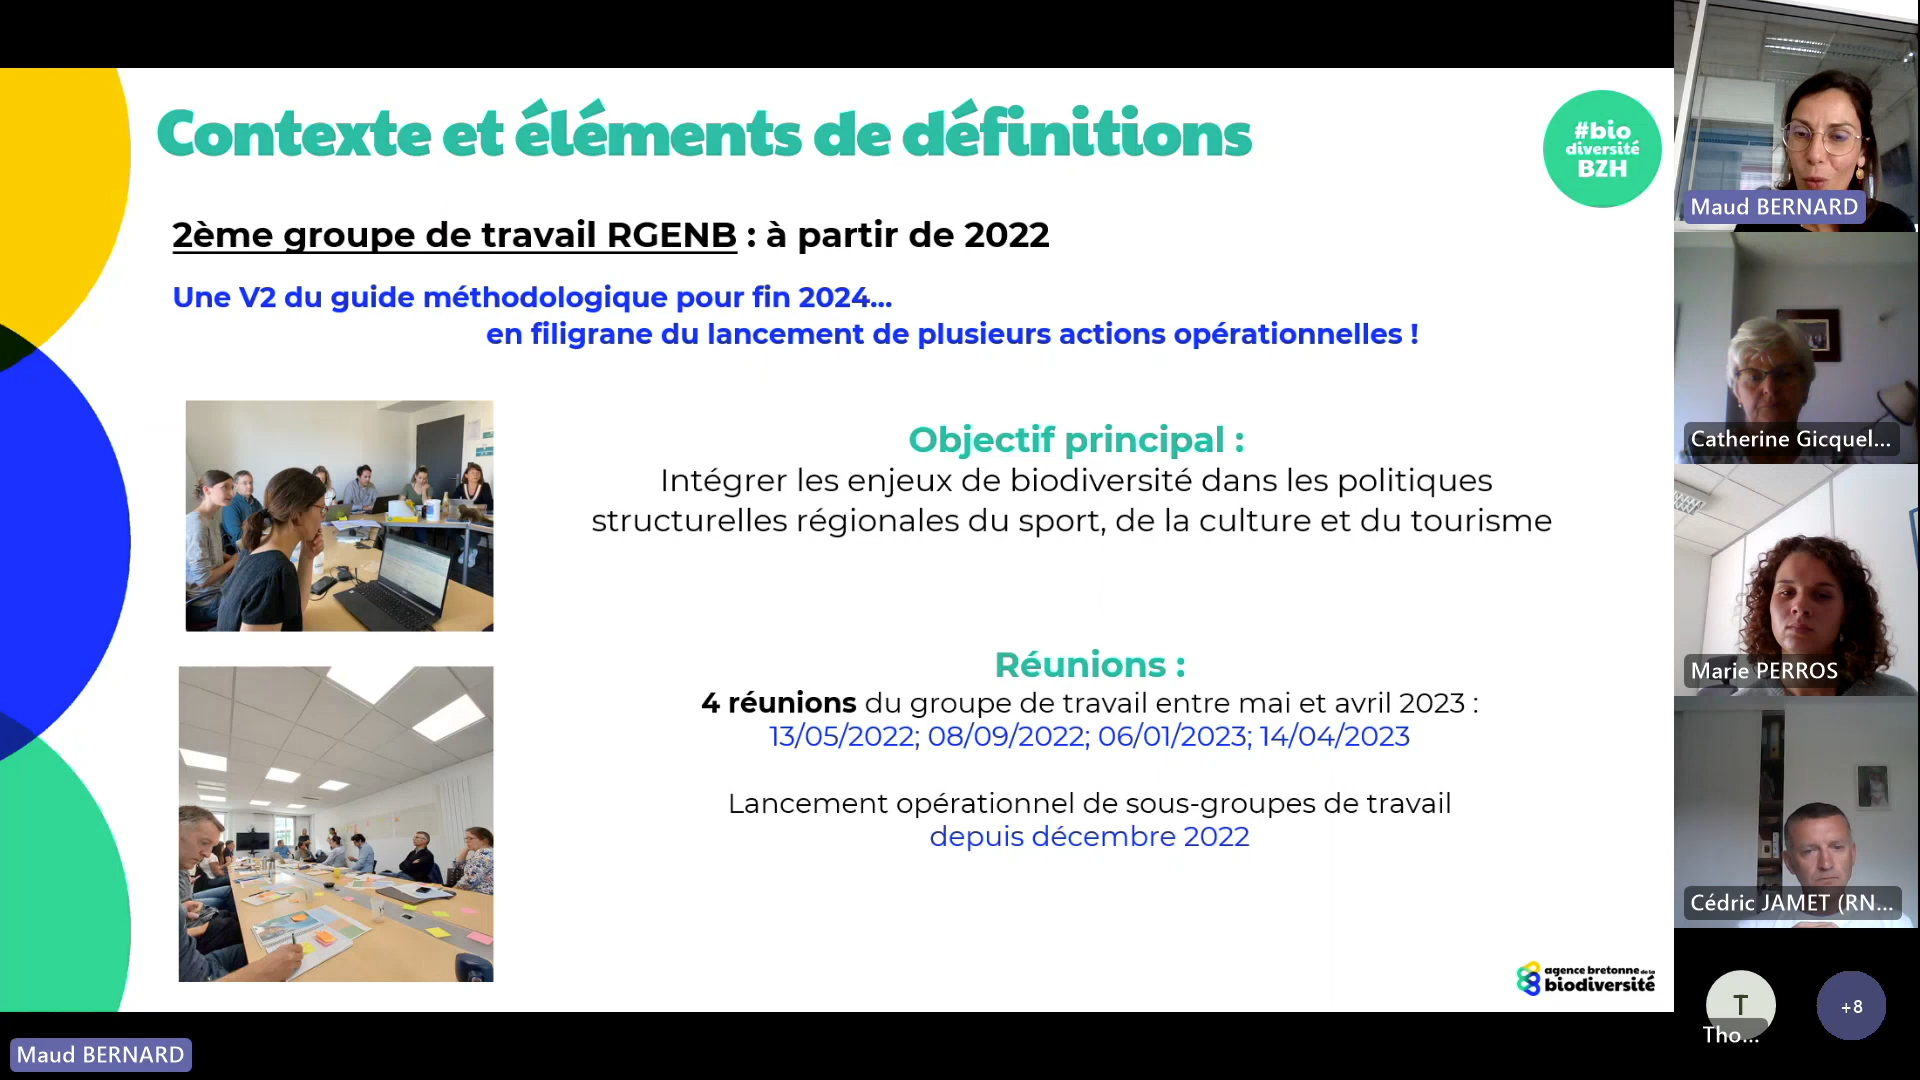 Contexte et éléments de définitions
#bio
diversité
BZH
2ème groupe de travail RGENB : à partir de 2022
Une V2 du guide méthodologique pour fin 2024...
en filigrane du lancement de plusieurs actions opérationnelles !
Objectif principal :
Intégrer les enjeux de biodiversité dans les politiques
structurelles régionales du sport, de la culture et du tourisme
Réunions :
4 réunions du groupe de travail entre mai et avril 2023 :
13/05/2022; 08/09/2022; 06/01/2023; 14/04/2023
Lancement opérationnel de sous-groupes de travail
depuis décembre 2022
agence bretonne de la
biodiversité
Maud BERNARD
Catherine Gicquel...
Marie PERROS
Cédric JAMET (RN...
T
Tho...
+8
Maud BERNARD